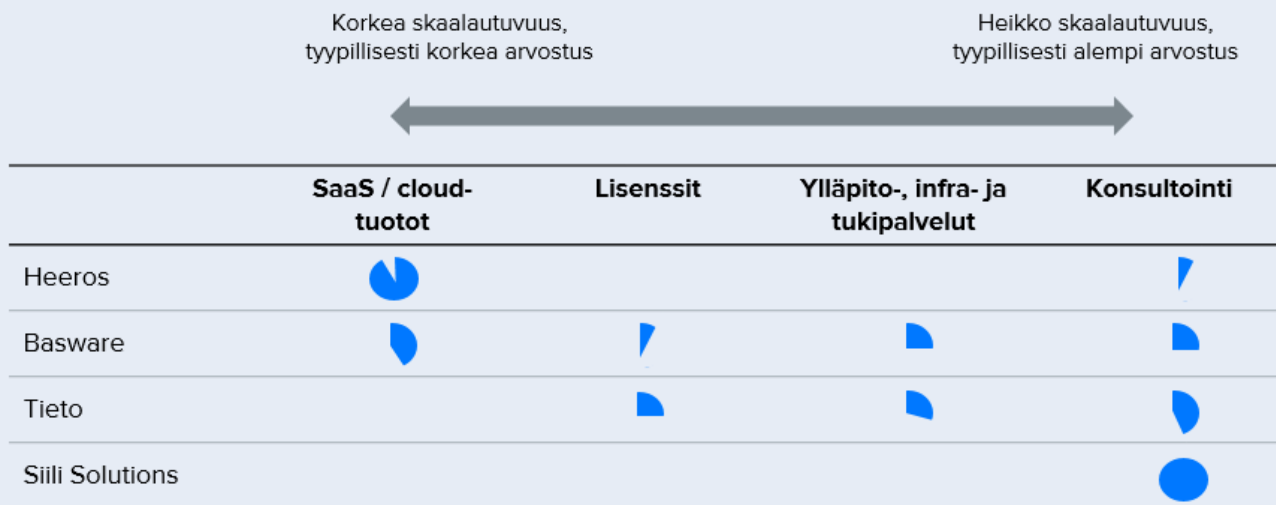 Korkea skaalautuvuus,
tyypillisesti korkea arvostus
Heikko skaalautuvuus,
tyypillisesti alempi arvostus
SaaS / cloud-
tuotot
Lisenssit
Ylläpito-, infra- ja
tukipalvelut
Konsultointi
Heeros
Basware
Tieto
Siili Solutions